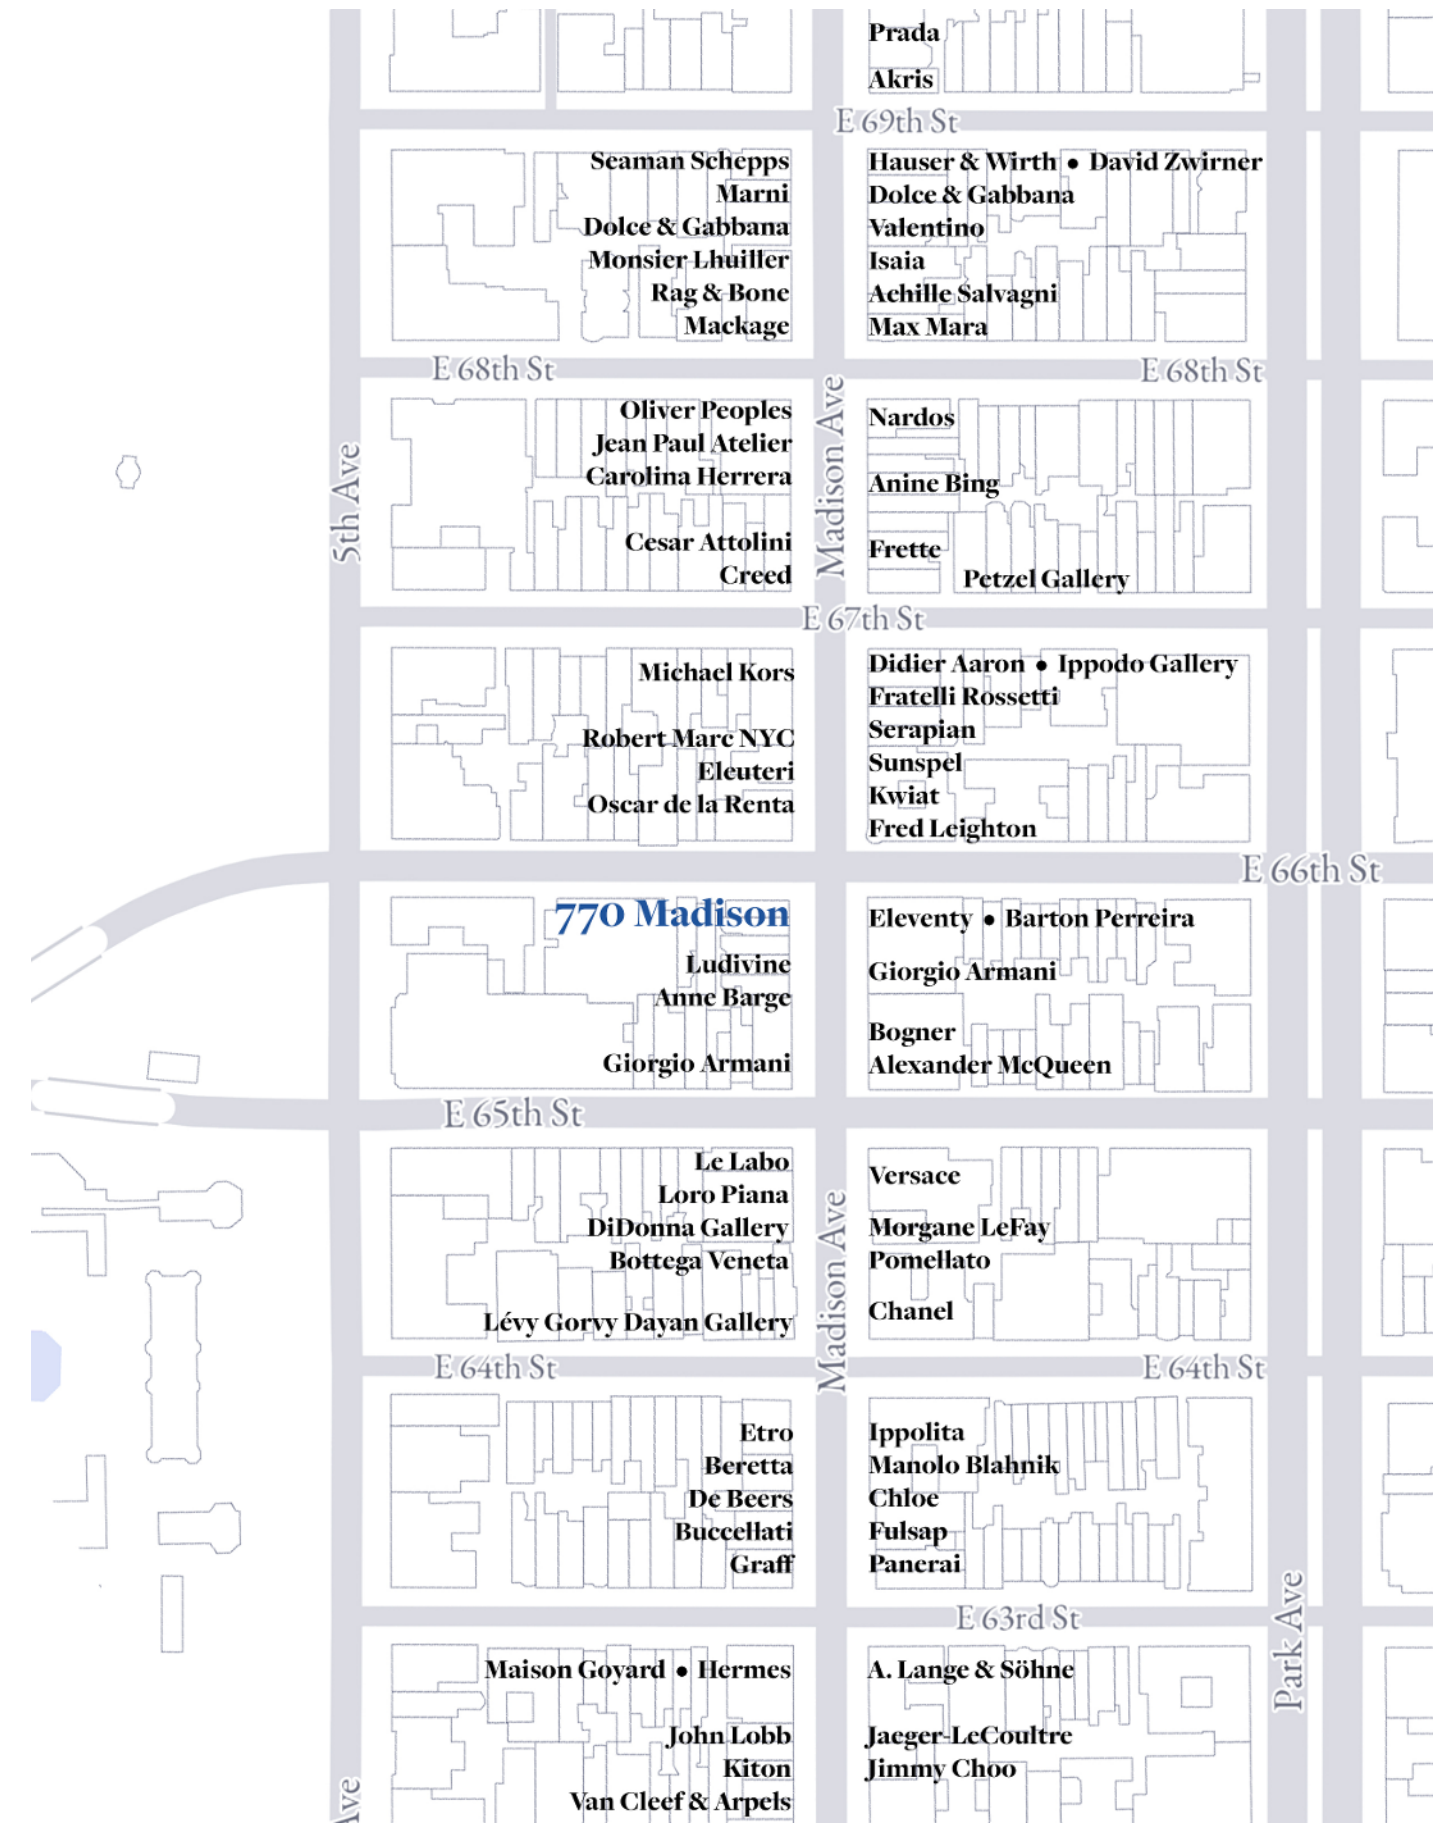 Prada
Akris
E 69th St
Seaman Schepps
Marni
Dolce & Gabbana
Monsier Lhuiller
Rag & Bone
Mackage
Hauser & Wirth • David Zwirner
Dolce & Gabbana
Valentino
Isaia
Achille Salvagni
Max Mara
E 68th St
E 68th St
5th Ave
Oliver Peoples
Jean Paul Atelier
Carolina Herrera
Cesar Attolini
Creed
Madison Ave
Nardos
Anine Bing
Frette
Petzel Gallery
E 67th St
Michael Kors
Robert Marc NYC
Eleuteri
Oscar de la Renta
Didier Aaron • Ippodo Gallery
Fratelli Rossetti
Serapian
Sunspel
Kwiat
Fred Leighton
E 66th St
770 Madison
Ludivine
Anne Barge
Giorgio Armani
Eleventy • Barton Perreira
Giorgio Armani
Bogner
Alexander McQueen
E 65th St
Le Labo
Loro Piana
DiDonna Gallery
Bottega Veneta
Lévy Gorvy Dayan Gallery
Madison Ave
Versace
Morgane LeFay
Pomellato
Chanel
E 64th St
E 64th St
Etro
Beretta
De Beers
Buccellati
Graff
Ippolita
Manolo Blahnik
Chloe
Fulsap
Panerai
E 63rd St
Park Ave
Maison Goyard • Hermes
John Lobb
Kiton
Van Cleef & Arpels
A. Lange & Söhne
Jaeger-LeCoultre
Jimmy Choo
Ave